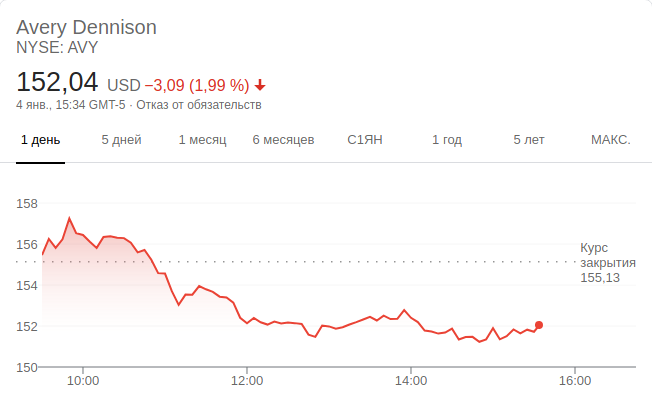 Avery Dennison
NYSE: AVY
152,04 USD −3,09 (1,99 %)
4 янв., 15:34 GMT-5 · Отказ от обязательств
1 день 5 дней 1 месяц 6 месяцев С1ЯН 1 год 5 лет МАКС.
158
156
154
152
150
Курс
закрытия
155,13
10:00 12:00 14:00 16:00